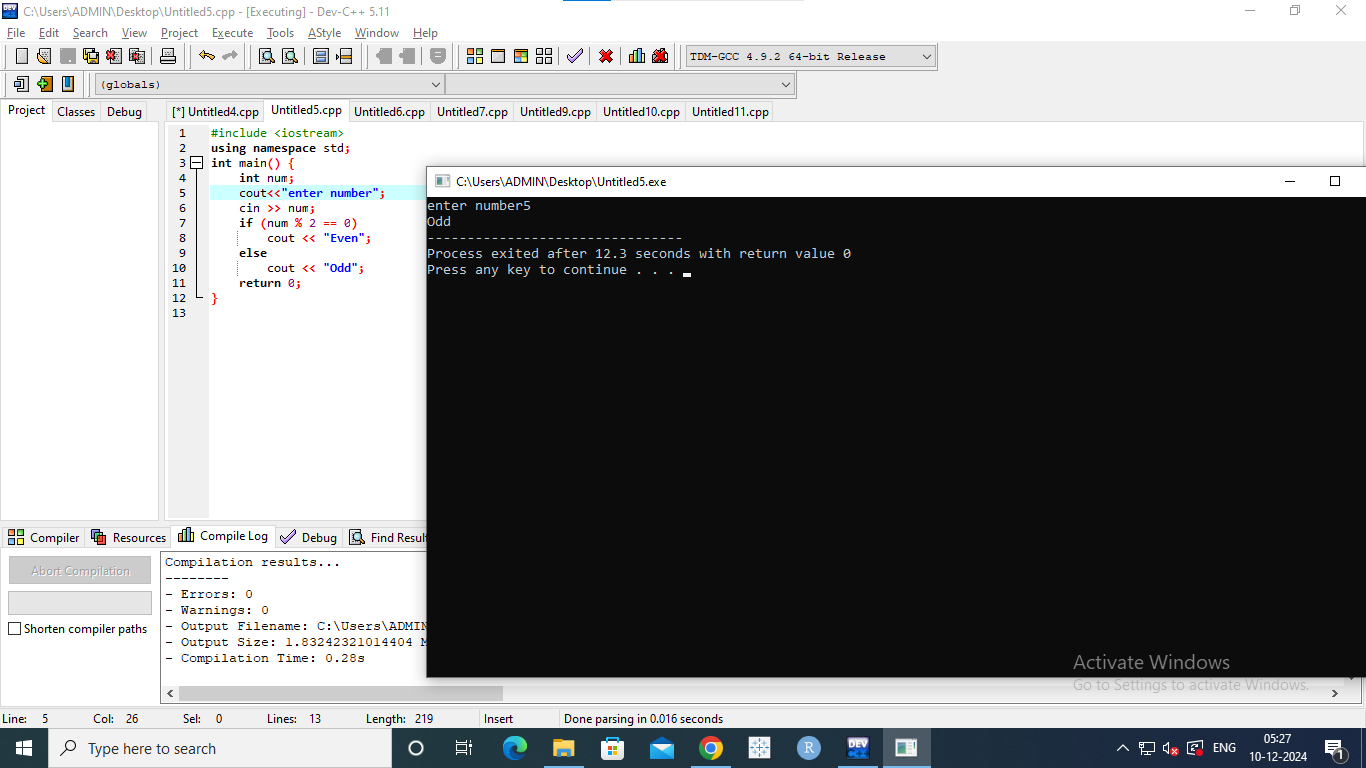 C:\Users\ADMIN\Desktop\Untitled5.cpp - [Executing] - Dev-C++ 5.11
File Edit Search View Project Execute Tools AStyle Window Help
TDM-GCC 4.9.2 64-bit Release
(globals)
Project Classes Debug
[*] Untitled4.cpp Untitled5.cpp Untitled6.cpp Untitled7.cpp Untitled9.cpp Untitled10.cpp Untitled11.cpp
1 #include <iostream>
2 using namespace std;
3 int main() {
4 int num;
5 cout<<"enter number";
6 cin >> num;
7 if (num % 2 == 0)
8 cout << "Even";
9 else
10 cout << "Odd";
11 return 0;
12 }
13
C:\Users\ADMIN\Desktop\Untitled5.exe
enter number5
Odd
--------------------------------
Process exited after 12.3 seconds with return value 0
Press any key to continue . . .
Compiler Resources Compile Log Debug Find
Abort Compilation
Shorten compiler paths
Compilation results...
--------
- Errors: 0
- Warnings: 0
- Output Filename: C:\Users\ADMIN
- Output Size: 1.83242321014404
- Compilation Time: 0.28s
Activate Windows
Go to Settings to activate Windows.
Line: 5 Col: 26 Sel: 0 Lines: 13 Length: 219 Insert Done parsing in 0.016 seconds
Type here to search
DEV
R
ENG
05:27
10-12-2024
1